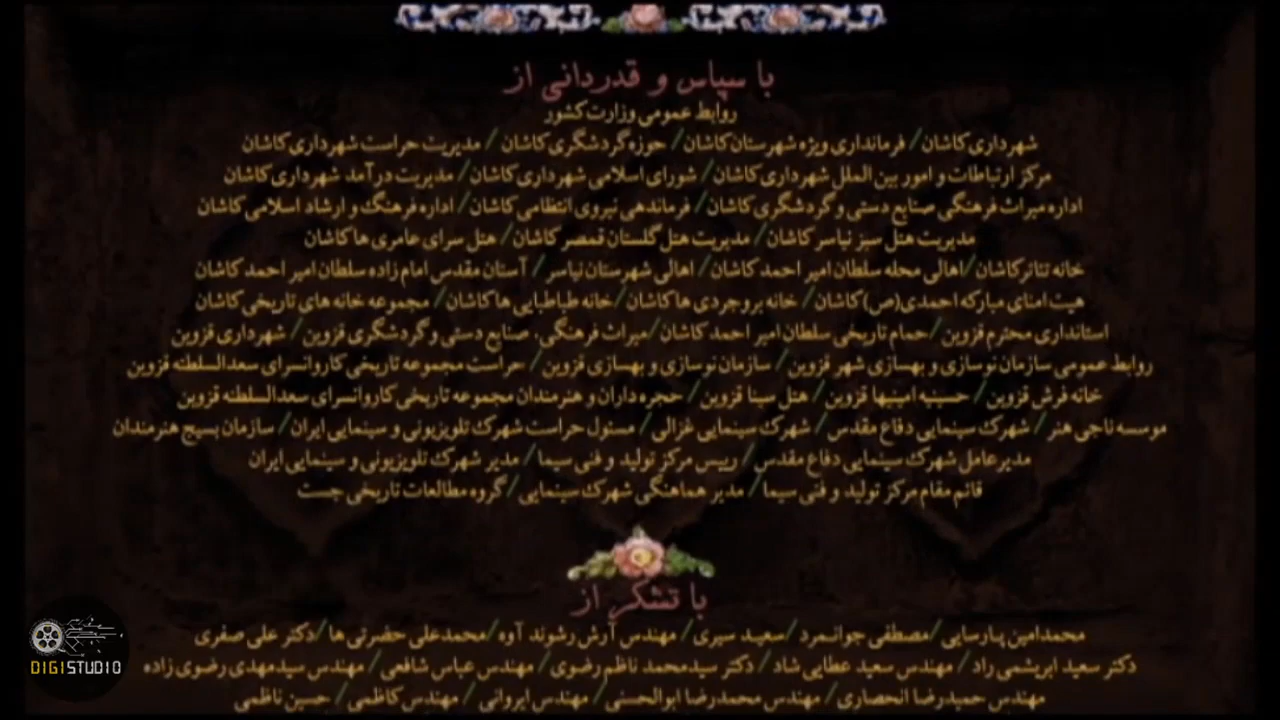 با سپاس و قدردانی از
روابط عمومی وزارت کشور
شهرداری کاشان / فرمانداری ویژه شهرستان کاشان / حوزه گردشگری کاشان / مدیریت حراست شهرداری کاشان
مرکز ارتباطات و امور بین الملل شهرداری کاشان / شورای اسلامی شهرداری کاشان / مدیریت درآمد شهرداری کاشان
اداره میراث فرهنگی صنایع دستی و گردشگری کاشان / فرماندهی نیروی انتظامی کاشان / اداره فرهنگ و ارشاد اسلامی کاشان
مدیریت هتل سبز نیاسر کاشان / مدیریت هتل گلستان قمصر کاشان / هتل سرای عامری ها کاشان
خانه تئاتر کاشان / اهالی محله سلطان امیر احمد کاشان / اهالی شهرستان نیاسر / آستان مقدس امام زاده سلطان امیر احمد کاشان
هیت امنای مبارکه احمدی (ص) کاشان / خانه بروجردی ها کاشان / خانه طباطبایی ها کاشان / مجموعه خانه های تاریخی کاشان
استانداری محترم قزوین / حمام تاریخی سلطان امیر احمد کاشان / میراث فرهنگی، صنایع دستی و گردشگری قزوین / شهرداری قزوین
روابط عمومی سازمان نوسازی و بهسازی شهر قزوین / سازمان نوسازی و بهسازی قزوین / حراست مجموعه تاریخی کاروانسرای سعدالسلطنه قزوین
خانه فرش قزوین / حسینیه امینیها قزوین / هتل سینا قزوین / حجره داران و هنرمندان مجموعه تاریخی کاروانسرای سعدالسلطنه قزوین
موسسه ناجی هنر / شهرک سینمایی دفاع مقدس / شهرک سینمایی غزالی / مسئول حراست شهرک تلویزیونی و سینمایی ایران / سازمان بسیج هنرمندان
مدیرعامل شهرک سینمایی دفاع مقدس / رییس مرکز تولید و فنی سیما / مدیر شهرک تلویزیونی و سینمایی ایران
قائم مقام مرکز تولید و فنی سیما / مدیر هماهنگی شهرک سینمایی / گروه مطالعات تاریخی چست
با تشکر از
محمدامین پارسایی / مصطفی جوانمرد / سعید سیری / مهندس آرش رشوند آوه / محمدعلی حضرتی ها / دکتر علی صفری
دکتر سعید ابریشمی راد / مهندس سعید عطایی شاد / دکتر سیدمحمد ناظم رضوی / مهندس عباس شافعی / مهندس سیدمهدی رضوی زاده
مهندس حمیدرضا انحصاری / مهندس محمدرضا ابوالحسنی / مهندس ایروانی / مهندس کاظمی / حسین ناظمی
DIGISTUDIO